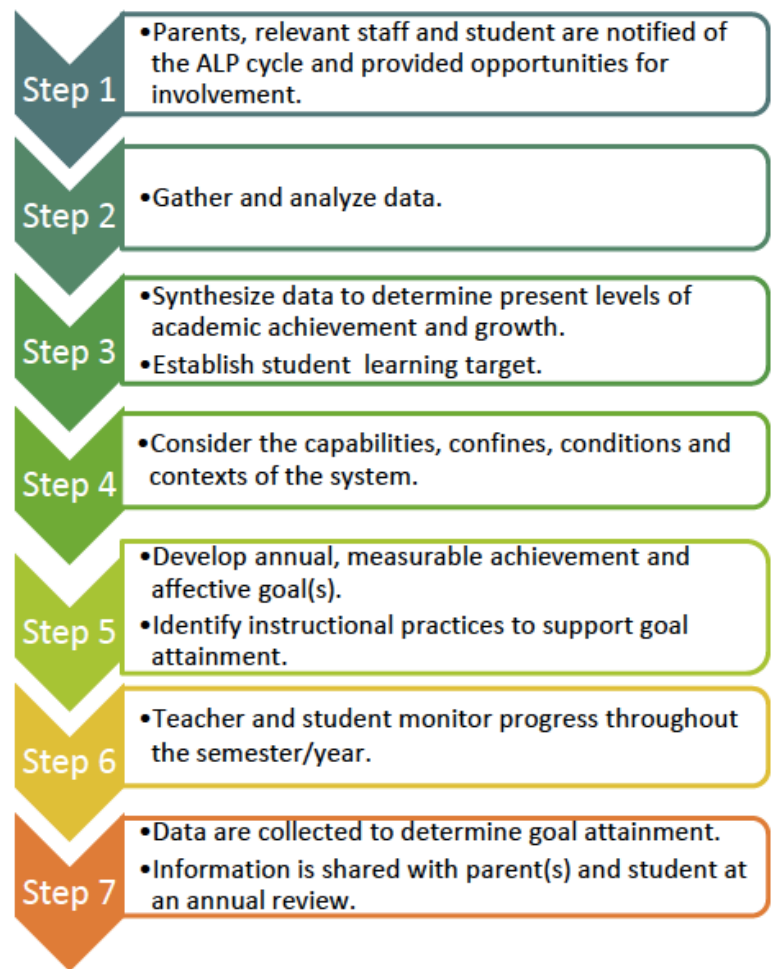 Step 1
•Parents, relevant staff and student are notified of
the ALP cycle and provided opportunities for
involvement.
Step 2
•Gather and analyze data.
Step 3
•Synthesize data to determine present levels of
academic achievement and growth.
•Establish student  learning target.
Step 4
•Consider the capabilities, confines, conditions and
contexts of the system.
Step 5
•Develop annual, measurable achievement and
affective goal(s).
•Identify instructional practices to support goal
attainment.
Step 6
•Teacher and student monitor progress throughout
the semester/year.
Step 7
•Data are collected to determine goal attainment.
•Information is shared with parent(s) and student at
an annual review.